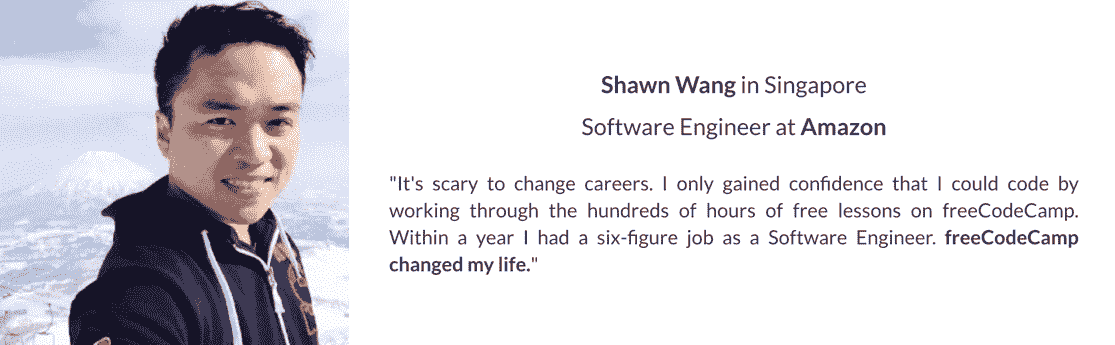 Shawn Wang in Singapore
Software Engineer at Amazon
"It's scary to change careers. I only gained confidence that I could code by
working through the hundreds of hours of free lessons on freeCodeCamp.
Within a year I had a six-figure job as a Software Engineer. freeCodeCamp
changed my life."